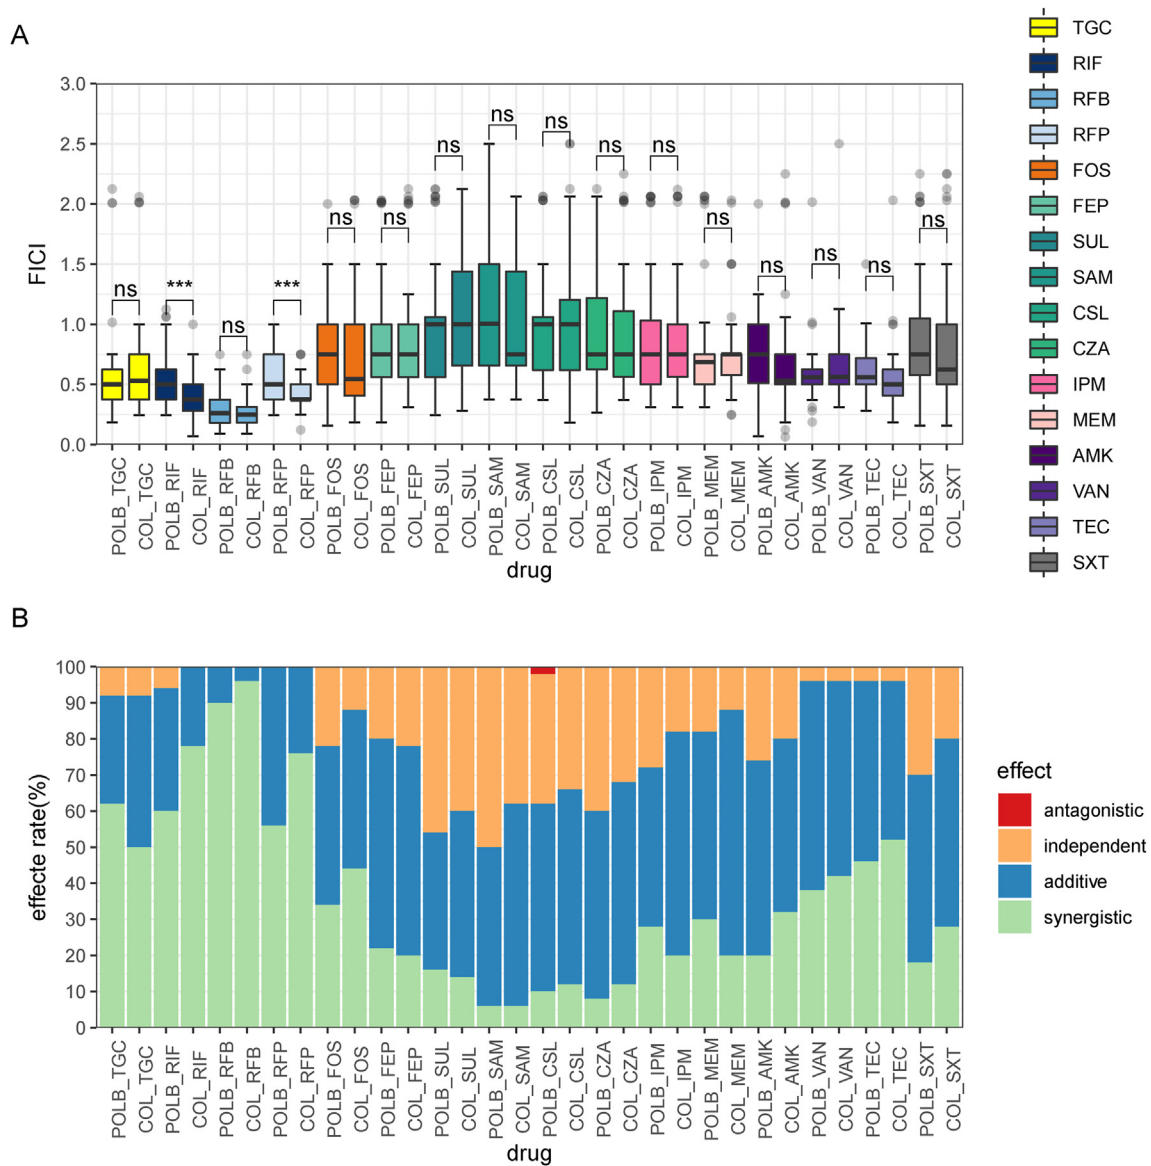 A
FICI
3.0
2.5
2.0
1.5
1.0
0.5
0.0
ns
***
ns
***
ns
ns
ns
ns
ns
ns
ns
ns
ns
ns
ns
ns
POLB_TGC
COL_TGC
POLB_RIF
COL_RIF
POLB_RFB
COL_RFB
POLB_RFP
COL_RFP
POLB_FOS
COL_FOS
POLB_FEP
COL_FEP
POLB_SUL
COL_SUL
POLB_SAM
COL_SAM
POLB_CSL
COL_CSL
POLB_CZA
COL_CZA
POLB_IPM
COL_IPM
POLB_MEM
COL_MEM
POLB_AMK
COL_AMK
POLB_VAN
COL_VAN
POLB_TEC
COL_TEC
POLB_SXT
COL_SXT
drug
TGC
RIF
RFB
RFP
FOS
FEP
SUL
SAM
CSL
CZA
IPM
MEM
AMK
VAN
TEC
SXT
B
effecte rate(%)
100
90
80
70
60
50
40
30
20
10
0
POLB_TGC
COL_TGC
POLB_RIF
COL_RIF
POLB_RFB
COL_RFB
POLB_RFP
COL_RFP
POLB_FOS
COL_FOS
POLB_FEP
COL_FEP
POLB_SUL
COL_SUL
POLB_SAM
COL_SAM
POLB_CSL
COL_CSL
POLB_CZA
COL_CZA
POLB_IPM
COL_IPM
POLB_MEM
COL_MEM
POLB_AMK
COL_AMK
POLB_VAN
COL_VAN
POLB_TEC
COL_TEC
POLB_SXT
COL_SXT
drug
effect
antagonistic
independent
additive
synergistic